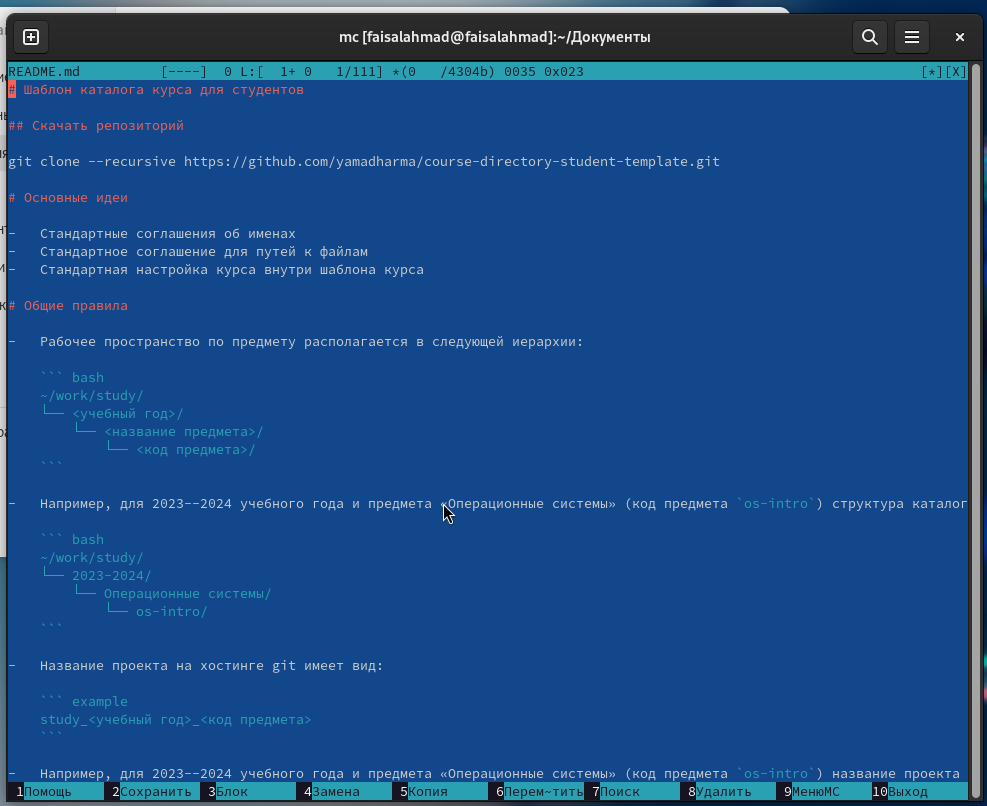 mc [faisalahmad@faisalahmad]:~/Документы
README.md [----] 0 L:[ 1+ 0 1/111] *(0 /4304b) 0035 0x023 [*][X]
# Шаблон каталога курса для студентов
## Скачать репозиторий
git clone --recursive https://github.com/yamadharma/course-directory-student-template.git
# Основные идеи
- Стандартные соглашения об именах
- Стандартное соглашение для путей к файлам
- Стандартная настройка курса внутри шаблона курса
# Общие правила
- Рабочее пространство по предмету располагается в следующей иерархии:
``` bash
~/work/study/
└── <учебный год>/
└── <название предмета>/
└── <код предмета>/
```
- Например, для 2023--2024 учебного года и предмета «Операционные системы» (код предмета `os-intro`) структура каталог
``` bash
~/work/study/
└── 2023-2024/
└── Операционные системы/
└── os-intro/
```
- Название проекта на хостинге git имеет вид:
``` example
study_<учебный год>_<код предмета>
```
- Например, для 2023--2024 учебного года и предмета «Операционные системы» (код предмета `os-intro`) название проекта
1Помощь 2Сохранить 3Блок 4Замена 5Копия 6Перем~тить 7Поиск 8Удалить 9МенюMC 10Выход